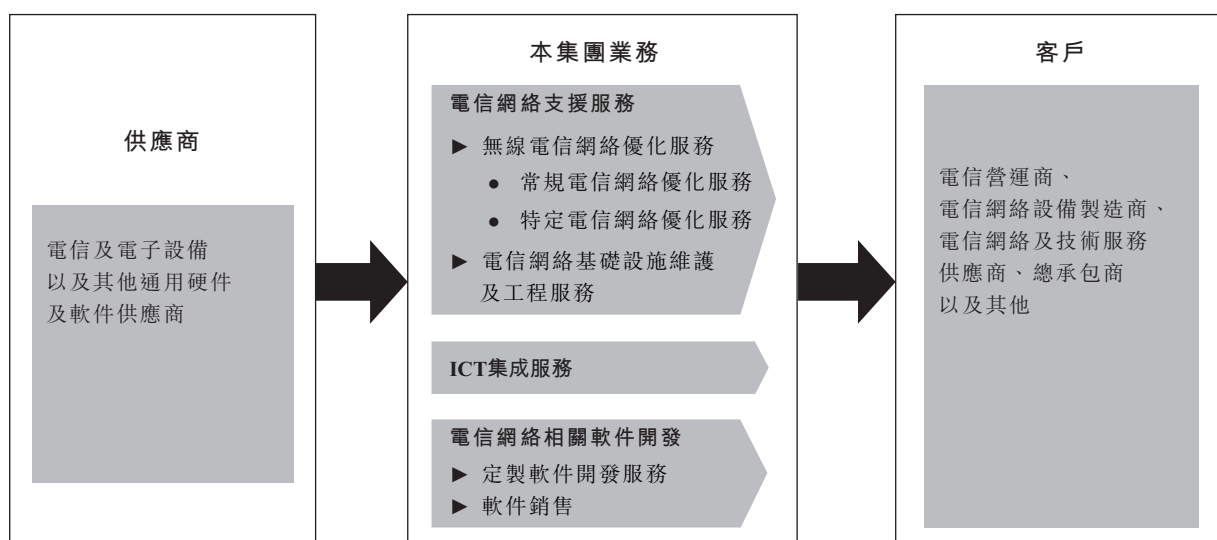 供應商
電信及電子設備
以及其他通用硬件
及軟件供應商
本集團業務
電信網絡支援服務
► 無線電信網絡優化服務
● 常規電信網絡優化服務
● 特定電信網絡優化服務
► 電信網絡基礎設施維護
及工程服務
ICT集成服務
電信網絡相關軟件開發
► 定製軟件開發服務
► 軟件銷售
客戶
電信營運商、
電信網絡設備製造商、
電信網絡及技術服務
供應商、總承包商
以及其他